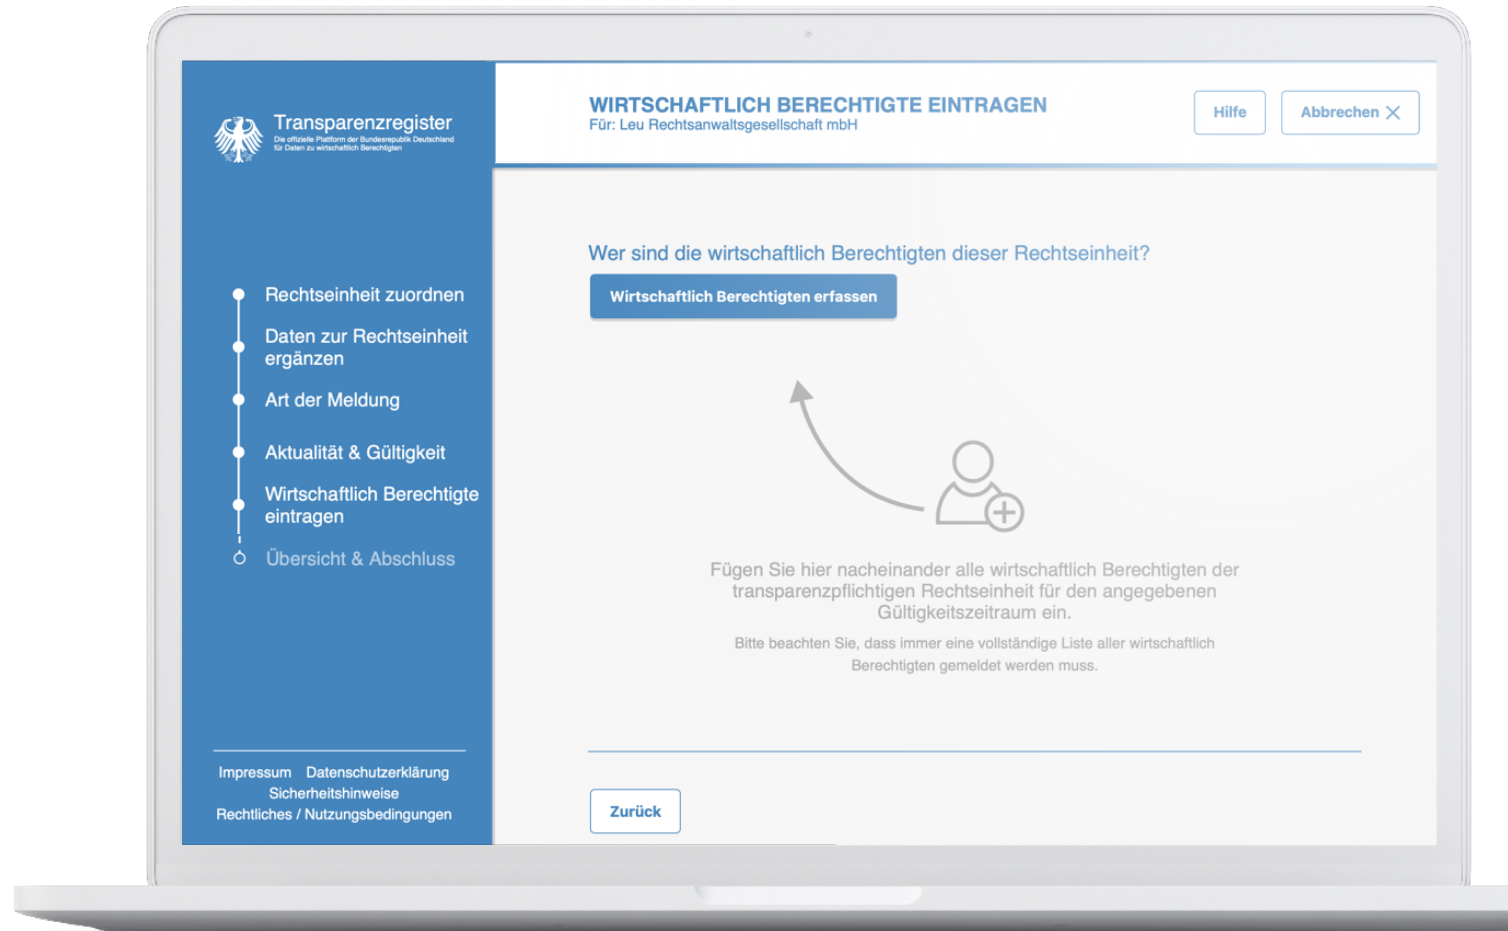 Transparenzregister
Die offizielle Plattform der Bundesrepublik Deutschland
für Daten zu wirtschaftlich Berechtigten
WIRTSCHAFTLICH BERECHTIGTE EINTRAGEN
Für: Leu Rechtsanwaltsgesellschaft mbH
Hilfe
Abbrechen
Rechtseinheit zuordnen
Daten zur Rechtseinheit
ergänzen
Art der Meldung
Aktualität & Gültigkeit
Wirtschaftlich Berechtigte
eintragen
Übersicht & Abschluss
Impressum Datenschutzerklärung
Sicherheitshinweise
Rechtliches / Nutzungsbedingungen
Wer sind die wirtschaftlich Berechtigten dieser Rechtseinheit?
Wirtschaftlich Berechtigten erfassen
Fügen Sie hier nacheinander alle wirtschaftlich Berechtigten der
transparenzpflichtigen Rechtseinheit für den angegebenen
Gültigkeitszeitraum ein.
Bitte beachten Sie, dass immer eine vollständige Liste aller wirtschaftlich
Berechtigten gemeldet werden muss.
Zurück